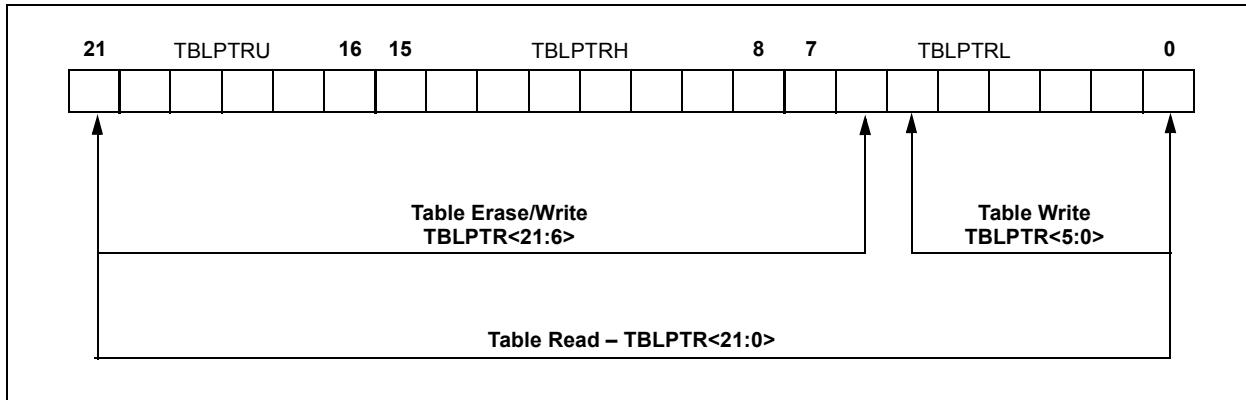 21 TBLPTRU 16 15 TBLPTRH 8 7 TBLPTRL 0
Table Erase/Write
TBLPTR<21:6>
Table Write
TBLPTR<5:0>
Table Read – TBLPTR<21:0>